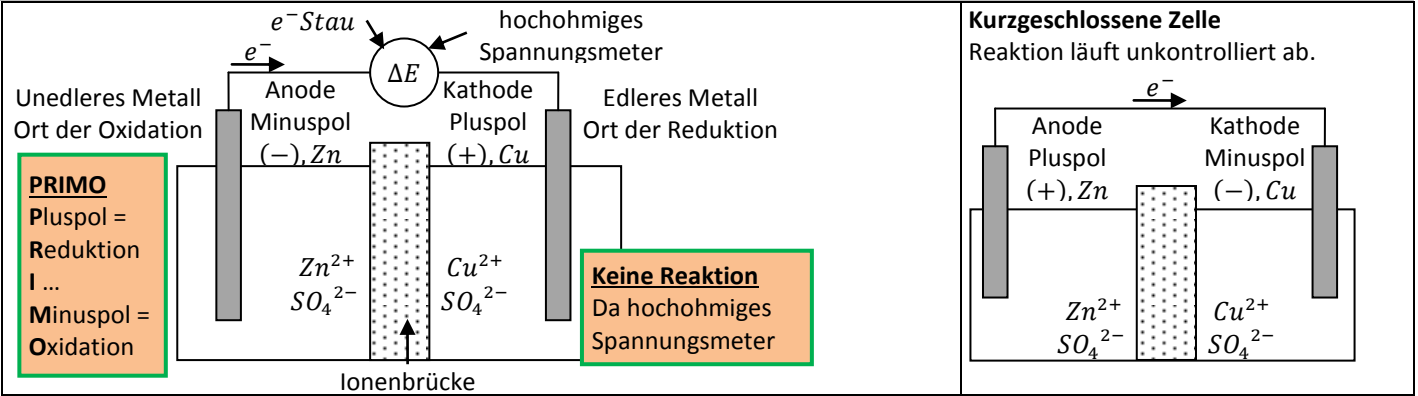 e⁻Stau
hochohmiges
Spannungsmeter
e⁻
ΔE
Unedleres Metall
Ort der Oxidation
Anode
Minuspol
(−), Zn
Kathode
Pluspol
(+), Cu
Edleres Metall
Ort der Reduktion
PRIMO
Pluspol =
Reduktion
I ...
Minuspol =
Oxidation
Zn²⁺
SO₄²⁻
Cu²⁺
SO₄²⁻
Keine Reaktion
Da hochohmiges
Spannungsmeter
Ionenbrücke
Kurzgeschlossene Zelle
Reaktion läuft unkontrolliert ab.
e⁻
Anode
Pluspol
(+), Zn
Kathode
Minuspol
(−), Cu
Zn²⁺
SO₄²⁻
Cu²⁺
SO₄²⁻